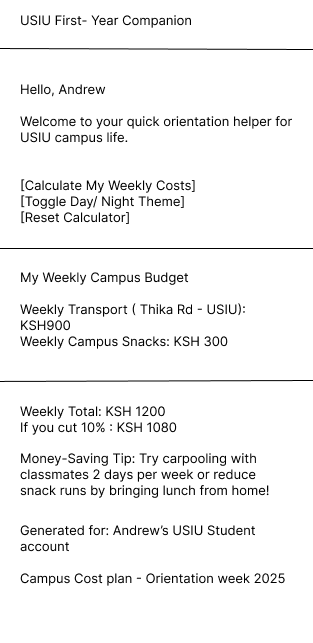 USIU First- Year Companion
Hello, Andrew
Welcome to your quick orientation helper for
USIU campus life.
[Calculate My Weekly Costs]
[Toggle Day/ Night Theme]
[Reset Calculator]
My Weekly Campus Budget
Weekly Transport ( Thika Rd - USIU):
KSH900
Weekly Campus Snacks: KSH 300
Weekly Total: KSH 1200
If you cut 10% : KSH 1080
Money-Saving Tip: Try carpooling with
classmates 2 days per week or reduce
snack runs by bringing lunch from home!
Generated for: Andrew’s USIU Student
account
Campus Cost plan - Orientation week 2025